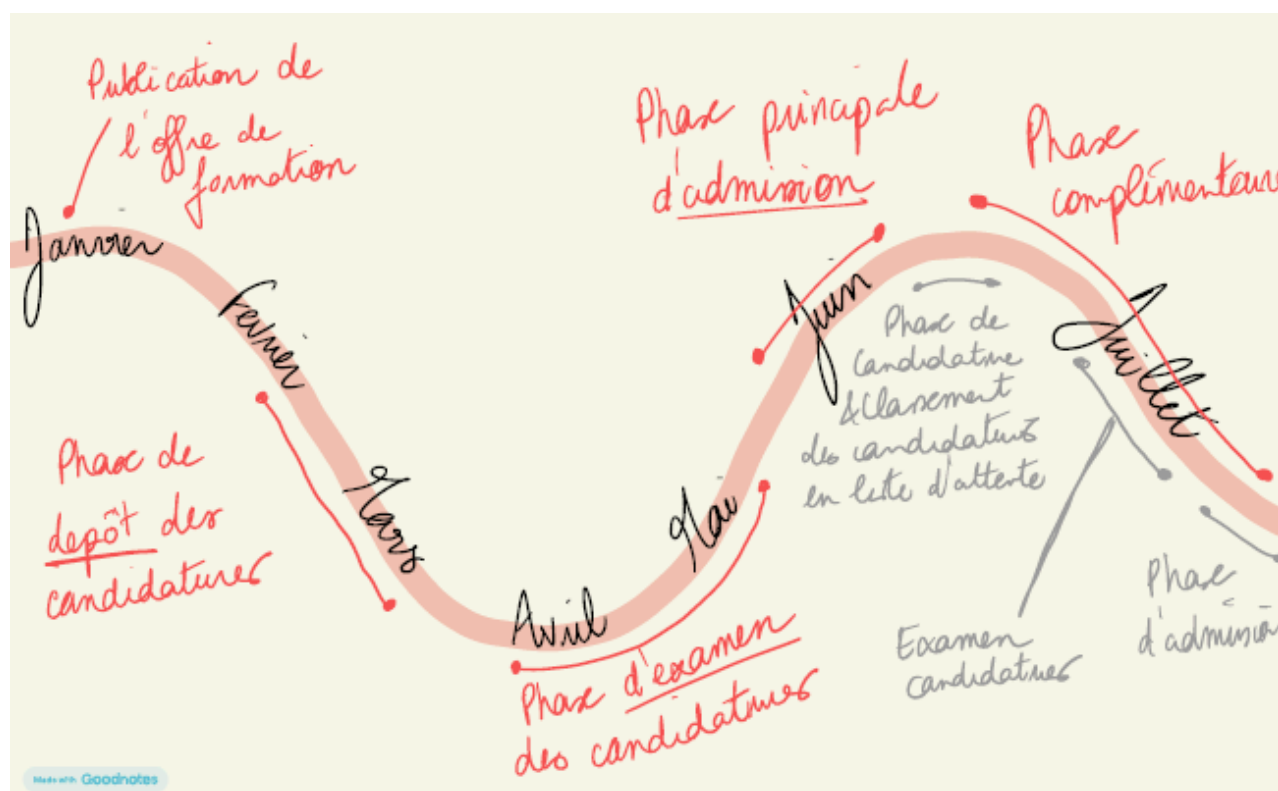 Publication de
l'offre de
formation
Janvier
Fevrier
Phase de
depôt des
candidatures
Mars
Avril
Phase d'examen
des candidatures
Mai
Phase principale
d'admission
Juin
Phase
complémentaire
Phase de
Candidature
& Classement
des candidatures
en liste d'attente
Juillet
Examen
candidatures
Phase
d'admission
Made with Goodnotes